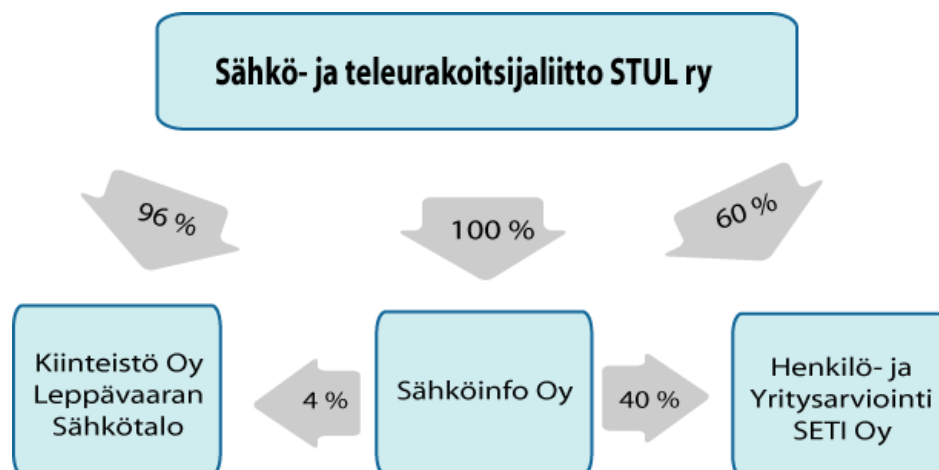 Sähkö- ja teleurakoitsijaliitto STUL ry
96 %
100 %
60 %
Kiinteistö Oy
Leppävaaran
Sähkötalo
4 %
Sähköinfo Oy
40 %
Henkilö- ja
Yritysarviointi
SETI Oy